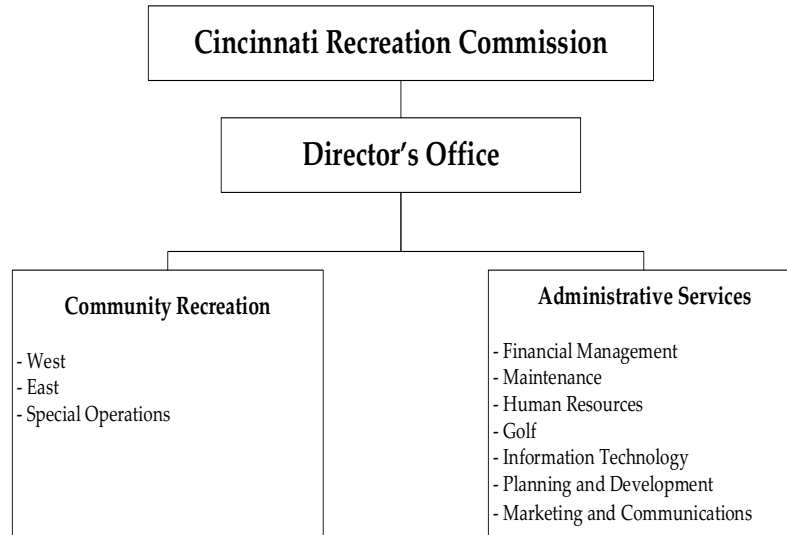 Cincinnati Recreation Commission
Director’s Office
Community Recreation
- West
- East
- Special Operations
Administrative Services
- Financial Management
- Maintenance
- Human Resources
- Golf
- Information Technology
- Planning and Development
- Marketing and Communications